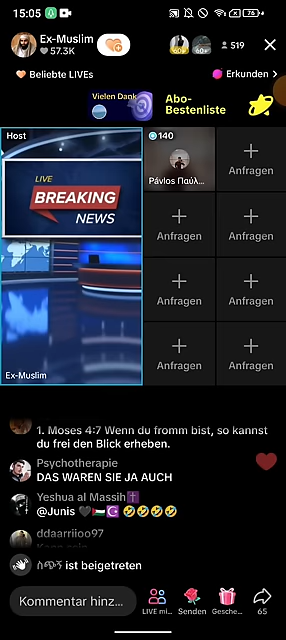 15:05
76
Ex-Muslim
57.3K
519
Beliebte LIVEs
Erkunden >
Vielen Dank
Abo-
Bestenliste
Host
LIVE
BREAKING
NEWS
Ex-Muslim
140
Pávlos Παύλ...
Anfragen
Anfragen
Anfragen
Anfragen
Anfragen
Anfragen
Anfragen
1. Moses 4:7 Wenn du fromm bist, so kannst
du frei den Blick erheben.
Psychotherapie
DAS WAREN SIE JA AUCH
Yeshua al Massih✝️
@Junis 🖤🇵🇸☪️🤣🤣🤣🤣
ddaarriioo97
ist beigetreten
Kommentar hinz...
LIVE mi...
Senden
Gesche...
65